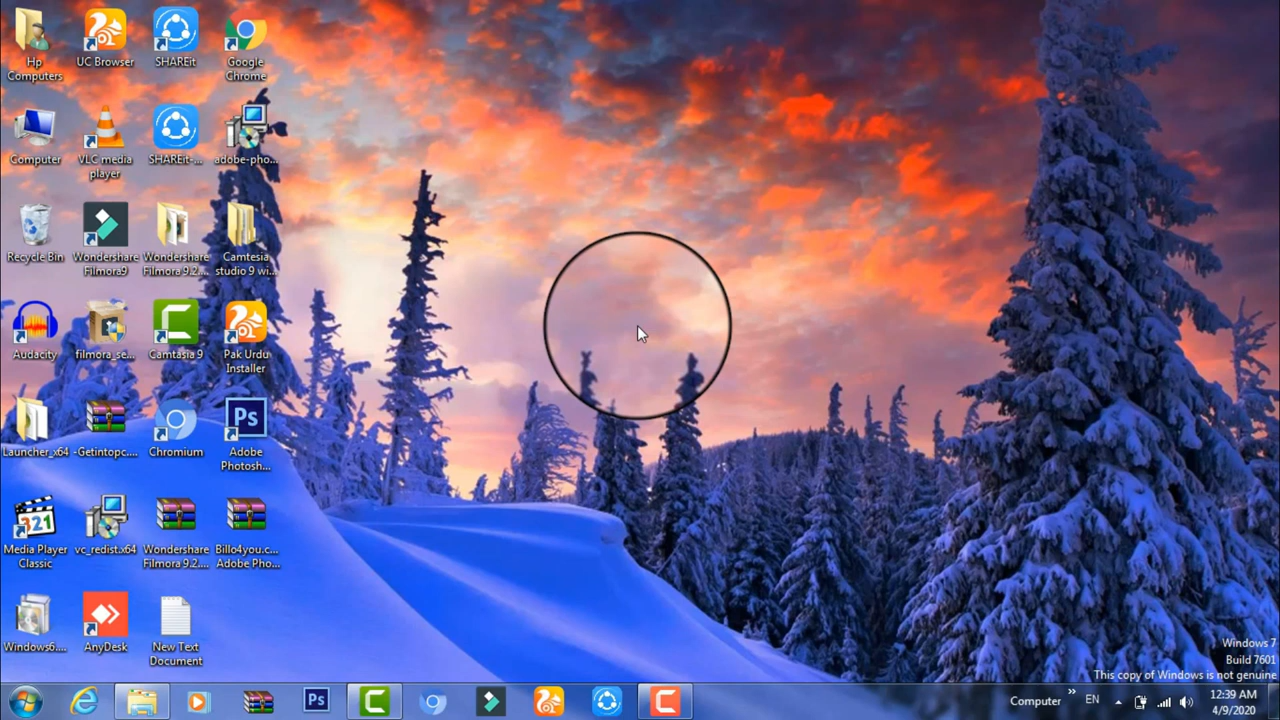 Hp
Computers
UC Browser
SHAREit
Google
Chrome
Computer
VLC media
player
SHAREit-...
adobe-pho...
Recycle Bin
Wondershare
Filmora9
Wondershare
Filmora 9.2....
Camtesia
studio 9 wi...
Audacity
filmora_se...
Camtasia 9
Pak Urdu
Installer
Launcher_x64
-Getintopc....
Chromium
Ps
Adobe
Photosh...
321
Media Player
Classic
vc_redist.x64
Wondershare
Filmora 9.2....
Billo4you.c...
Adobe Pho...
Windows6....
AnyDesk
New Text
Document
Windows 7
Build 7601
This copy of Windows is not genuine
Ps
Computer
»
EN
12:39 AM
4/9/2020